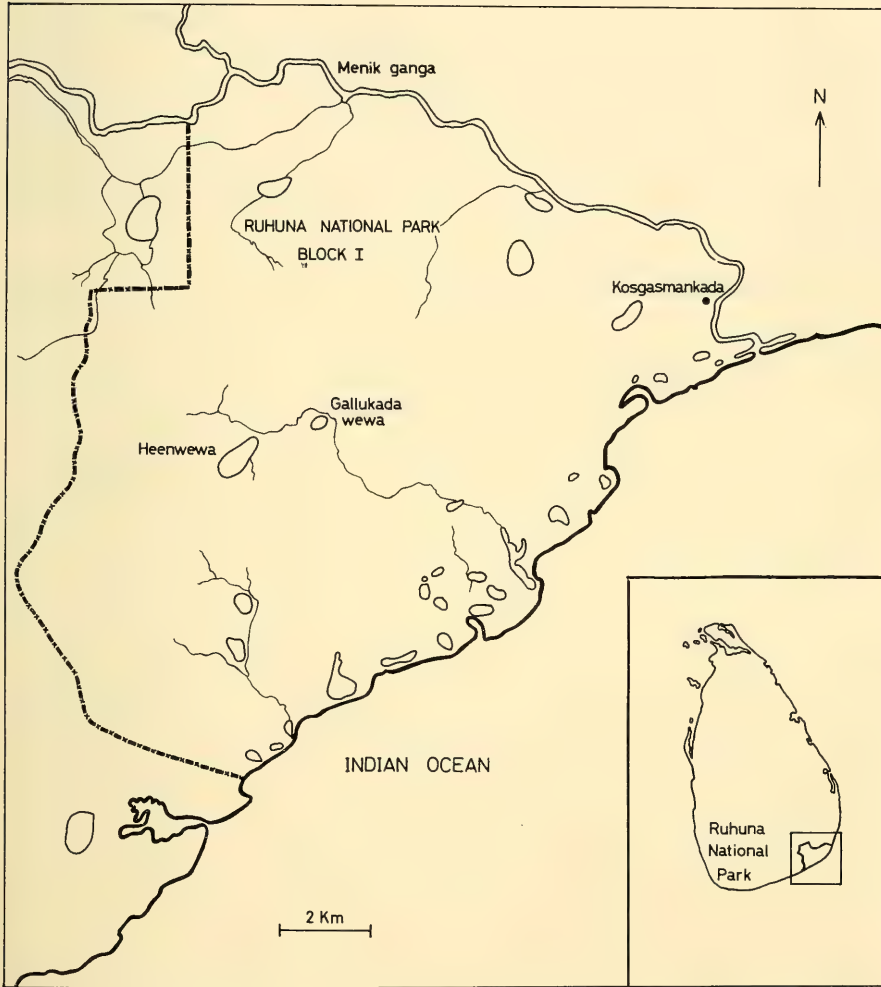 Menik ganga
N
RUHUNA NATIONAL PARK
BLOCK I
Kosgasmankada
Gallukada
wewa
Heenwewa
INDIAN OCEAN
Ruhuna
National
Park
2 Km